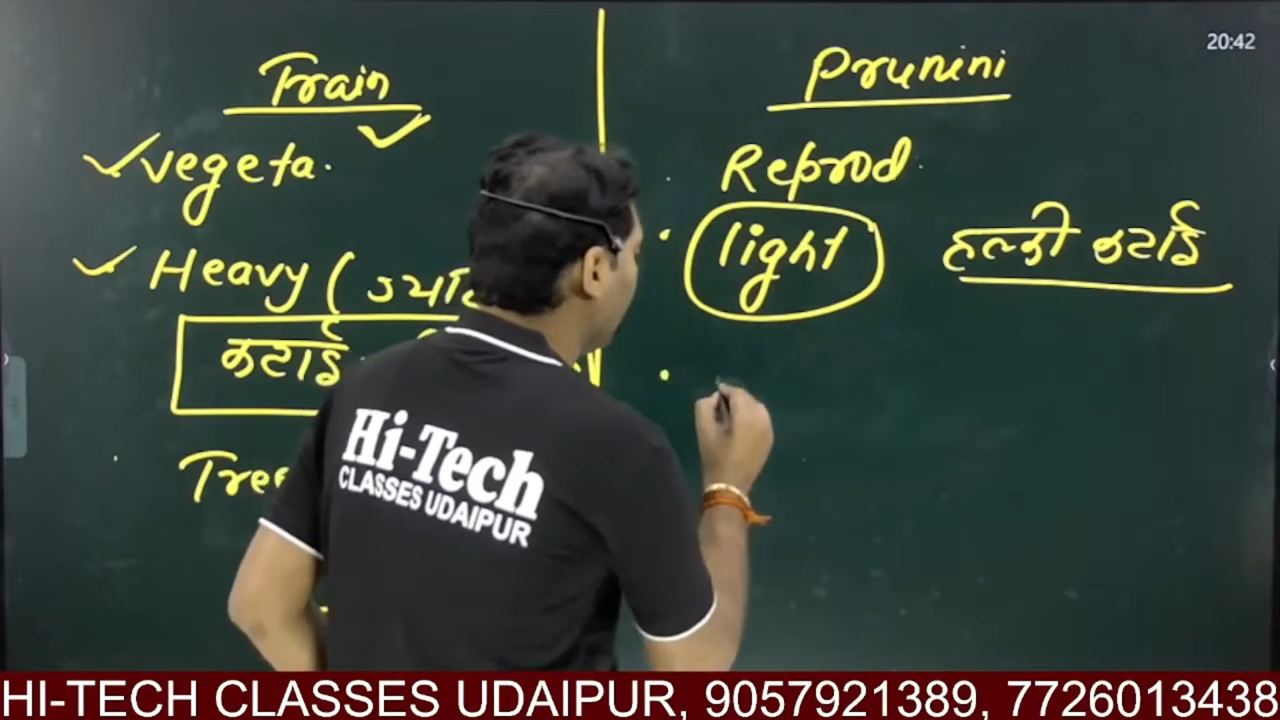 20:42
Train
vegeta.
Heavy (
कटाई
Tree
Prunini
Reprod.
light हल्की कटाई
Hi-Tech
CLASSES UDAIPUR
HI-TECH CLASSES UDAIPUR, 9057921389, 7726013438